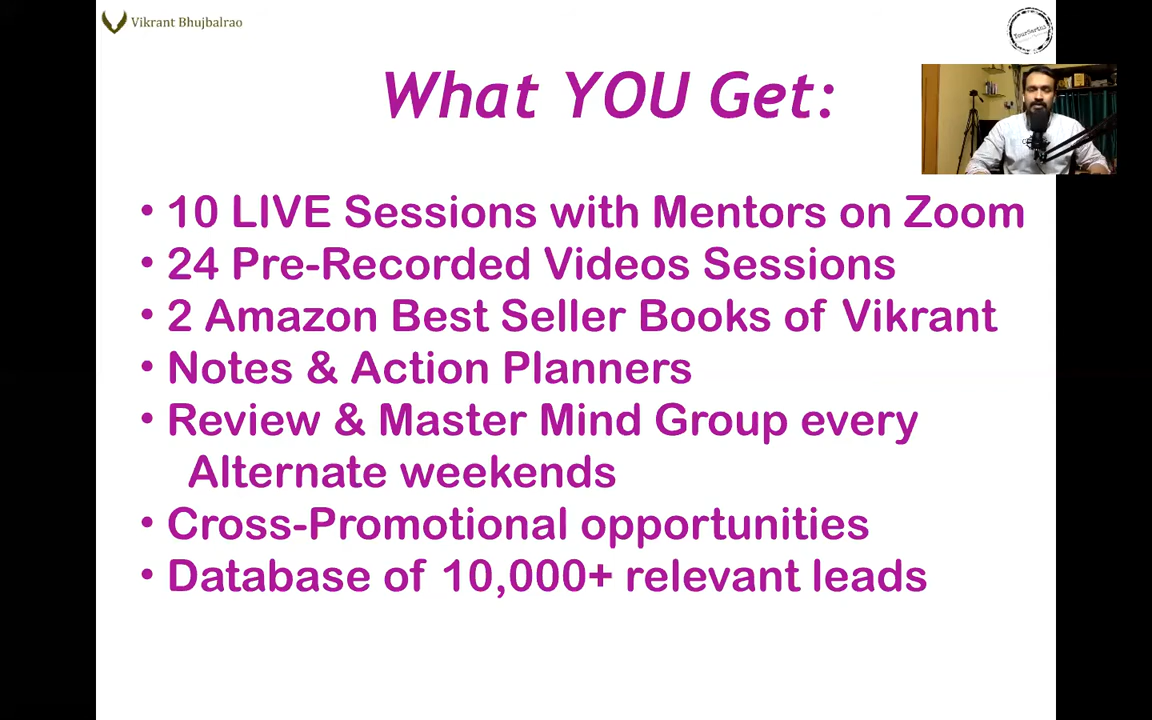 Vikrant Bhujbalrao
YourSarthi
What YOU Get:
• 10 LIVE Sessions with Mentors on Zoom
• 24 Pre-Recorded Videos Sessions
• 2 Amazon Best Seller Books of Vikrant
• Notes & Action Planners
• Review & Master Mind Group every
Alternate weekends
• Cross-Promotional opportunities
• Database of 10,000+ relevant leads